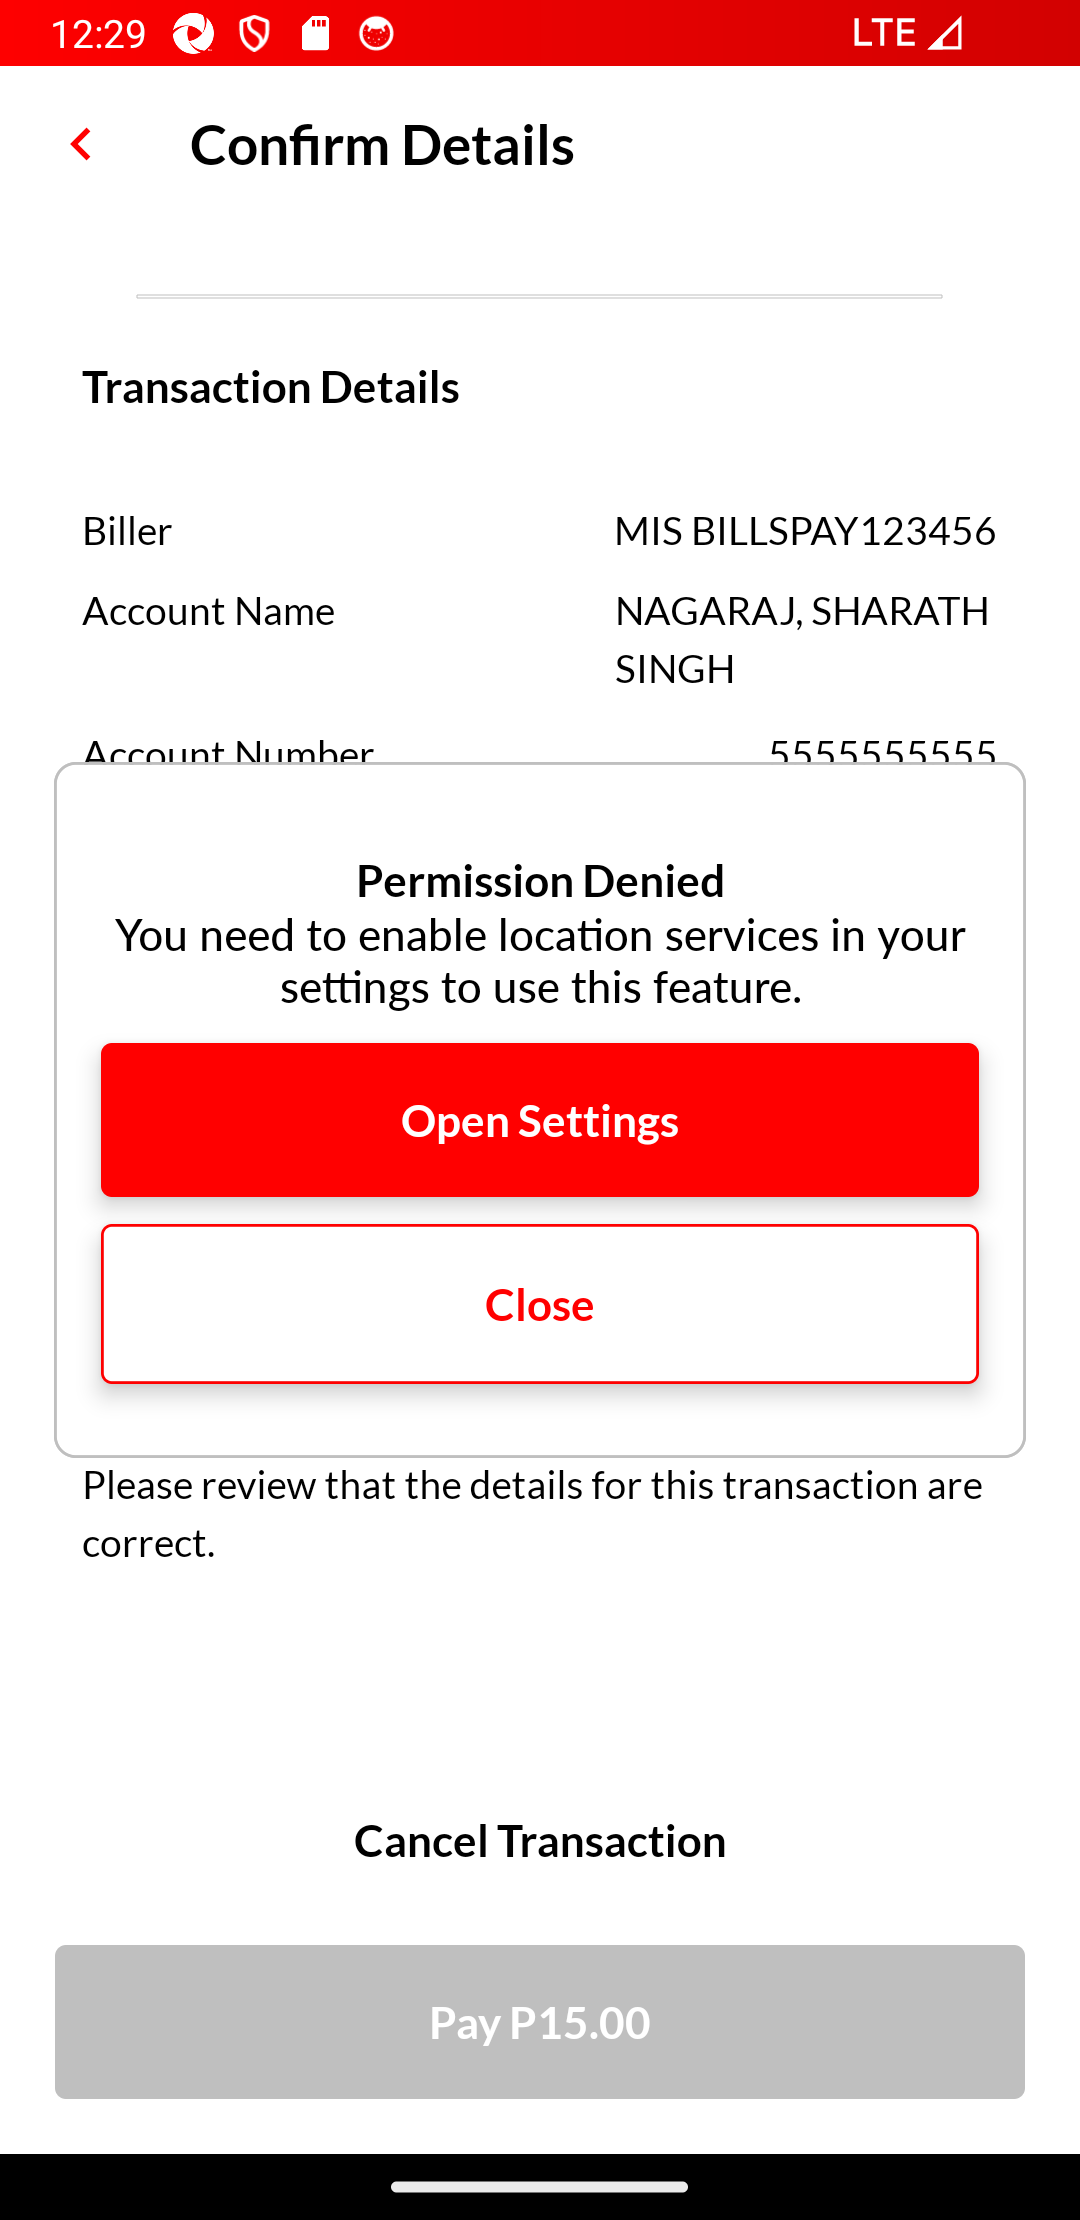 12:29
LTE
Confirm Details
Transaction Details
Biller MIS BILLSPAY123456
Account Name NAGARAJ, SHARATH
SINGH
Account Number 5555555555
Permission Denied
You need to enable location services in your
settings to use this feature.
Open Settings
Close
Please review that the details for this transaction are
correct.
Cancel Transaction
Pay P15.00